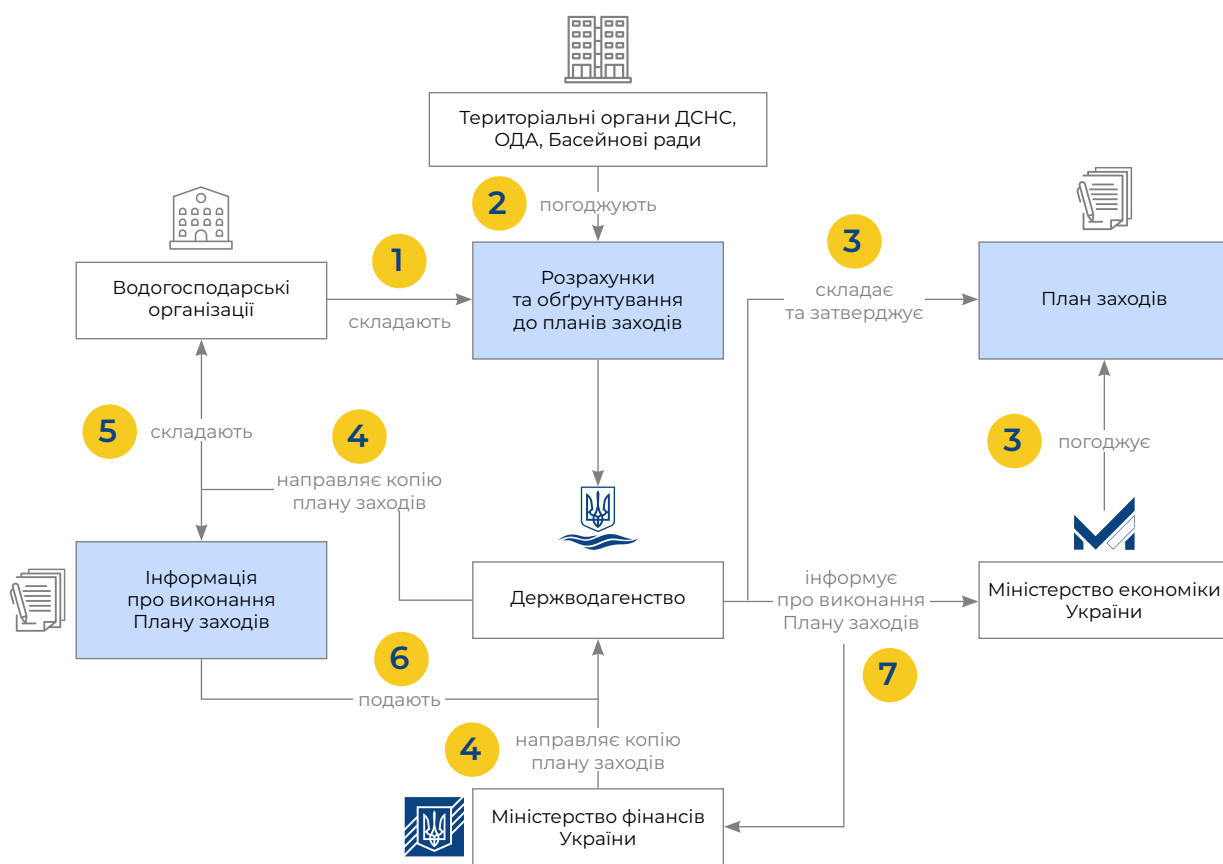 Територіальні органи ДСНС,
ОДА, Басейнові ради
2
погоджують
Водогосподарські
організації
1
складають
Розрахунки
та обґрунтування
до планів заходів
3
складає
та затверджує
План заходів
5
складають
4
направляє копію
плану заходів
3
погоджує
Інформація
про виконання
Плану заходів
Держводагенство
інформує
про виконання
Плану заходів
Міністерство економіки
України
6
подають
7
4
направляє копію
плану заходів
Міністерство фінансів
України